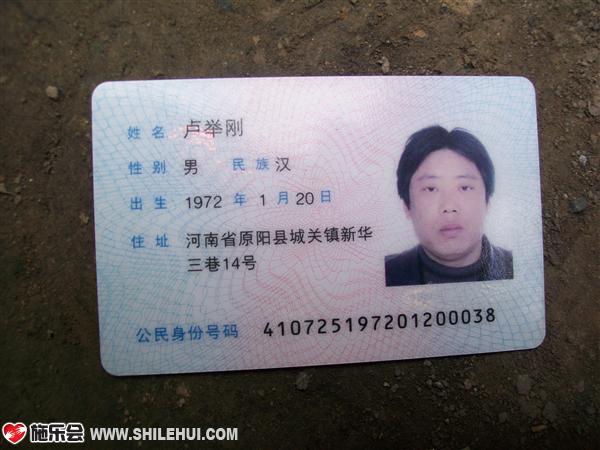 姓名 卢举刚
性别 男 民族 汉
出生 1972 年 1 月 20 日
住址 河南省原阳县城关镇新华
三巷14号
公民身份号码 410725197201200038
施乐会 WWW.SHILEHUI.COM